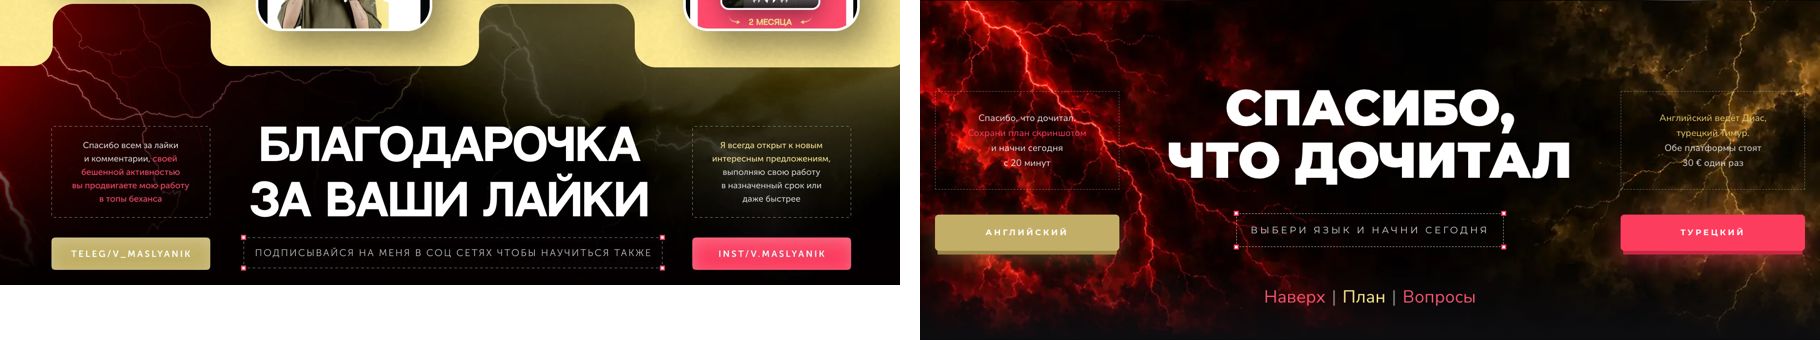 2 МЕСЯЦА
Спасибо всем за лайки
и комментарии, своей
бешенной активностью
вы продвигаете мою работу
в топы беханса
БЛАГОДАРОЧКА
ЗА ВАШИ ЛАЙКИ
Я всегда открыт к новым
интересным предложениям,
выполняю свою работу
в назначенный срок или
даже быстрее
TELEG/V_MASLYANIK
ПОДПИСЫВАЙСЯ НА МЕНЯ В СОЦ СЕТЯХ ЧТОБЫ НАУЧИТЬСЯ ТАКЖЕ
INST/V.MASLYANIK
Спасибо, что дочитал.
Сохрани план скриншотом
и начни сегодня
с 20 минут
СПАСИБО,
ЧТО ДОЧИТАЛ
Английский ведёт Диас,
турецкий Тимур.
Обе платформы стоят
30 € один раз
АНГЛИЙСКИЙ
ВЫБЕРИ ЯЗЫК И НАЧНИ СЕГОДНЯ
ТУРЕЦКИЙ
Наверх | План | Вопросы